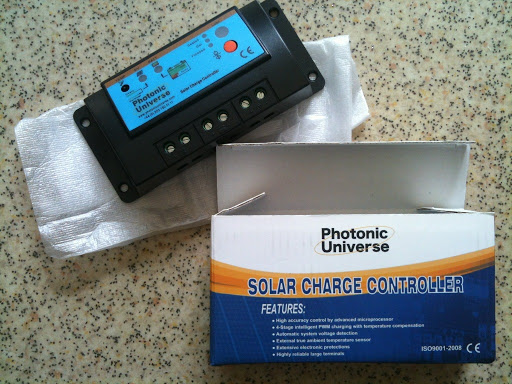 Photonic
Universe
Solar Charge Controller
Photonic
Universe
SOLAR CHARGE CONTROLLER
FEATURES:
● High accuracy control by advanced microprocessor
● 4-Stage intelligent PWM charging with temperature compensation
● Automatic system voltage detection
● External true ambient temperature sensor
● Extensive electronic protections
● Highly reliable large terminals
ISO9001-2008 CE